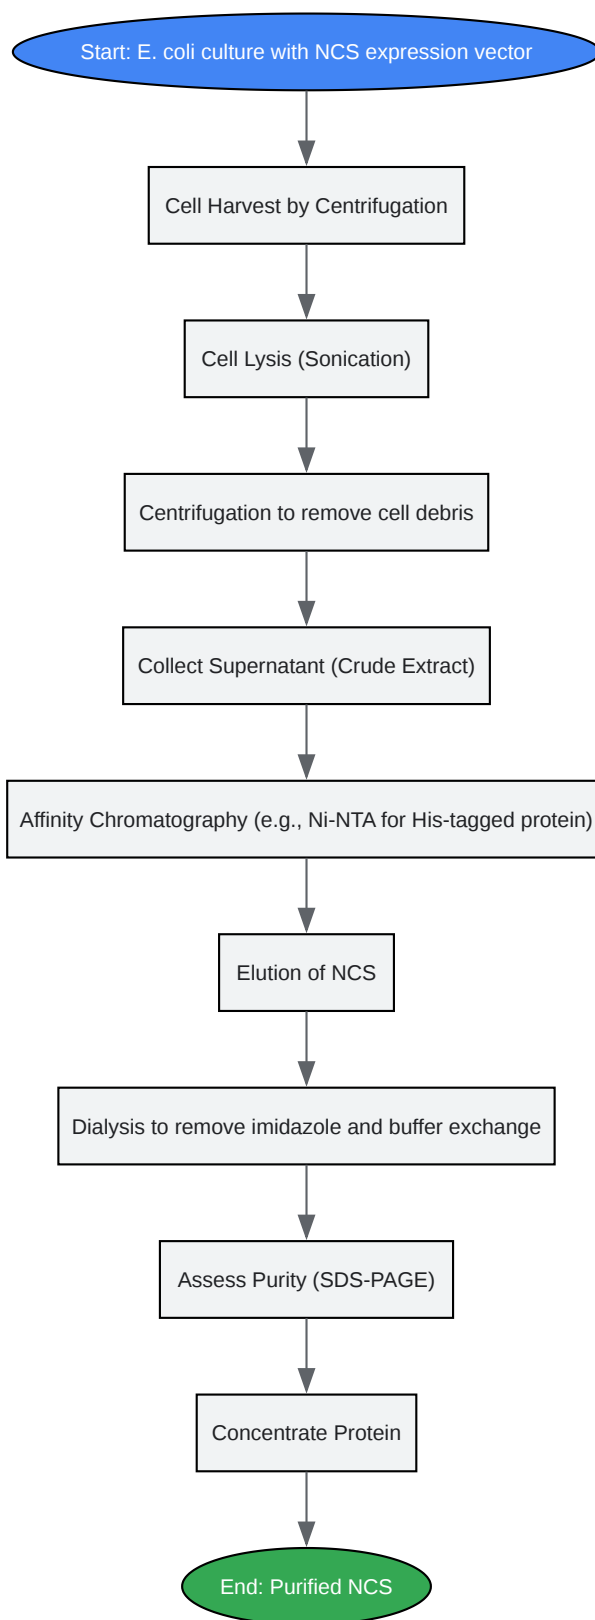 Start: E. coli culture with NCS expression vector
Cell Harvest by Centrifugation
Cell Lysis (Sonication)
Centrifugation to remove cell debris
Collect Supernatant (Crude Extract)
Affinity Chromatography (e.g., Ni-NTA for His-tagged protein)
Elution of NCS
Dialysis to remove imidazole and buffer exchange
Assess Purity (SDS-PAGE)
Concentrate Protein
End: Purified NCS